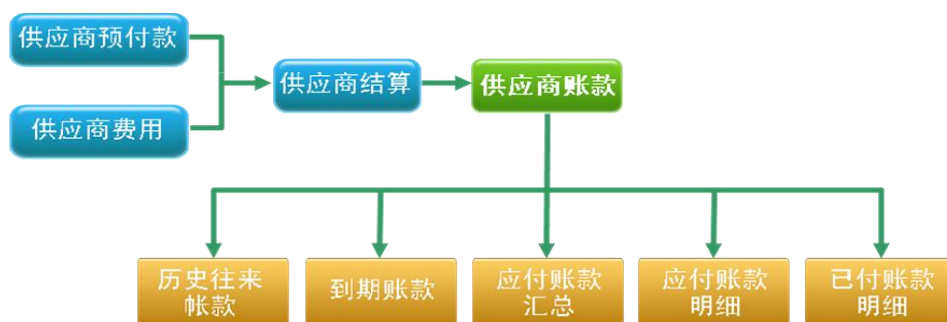 供应商预付款
供应商结算
供应商账款
供应商费用
历史往来
帐款
到期账款
应付账款
汇总
应付账款
明细
已付账款
明细